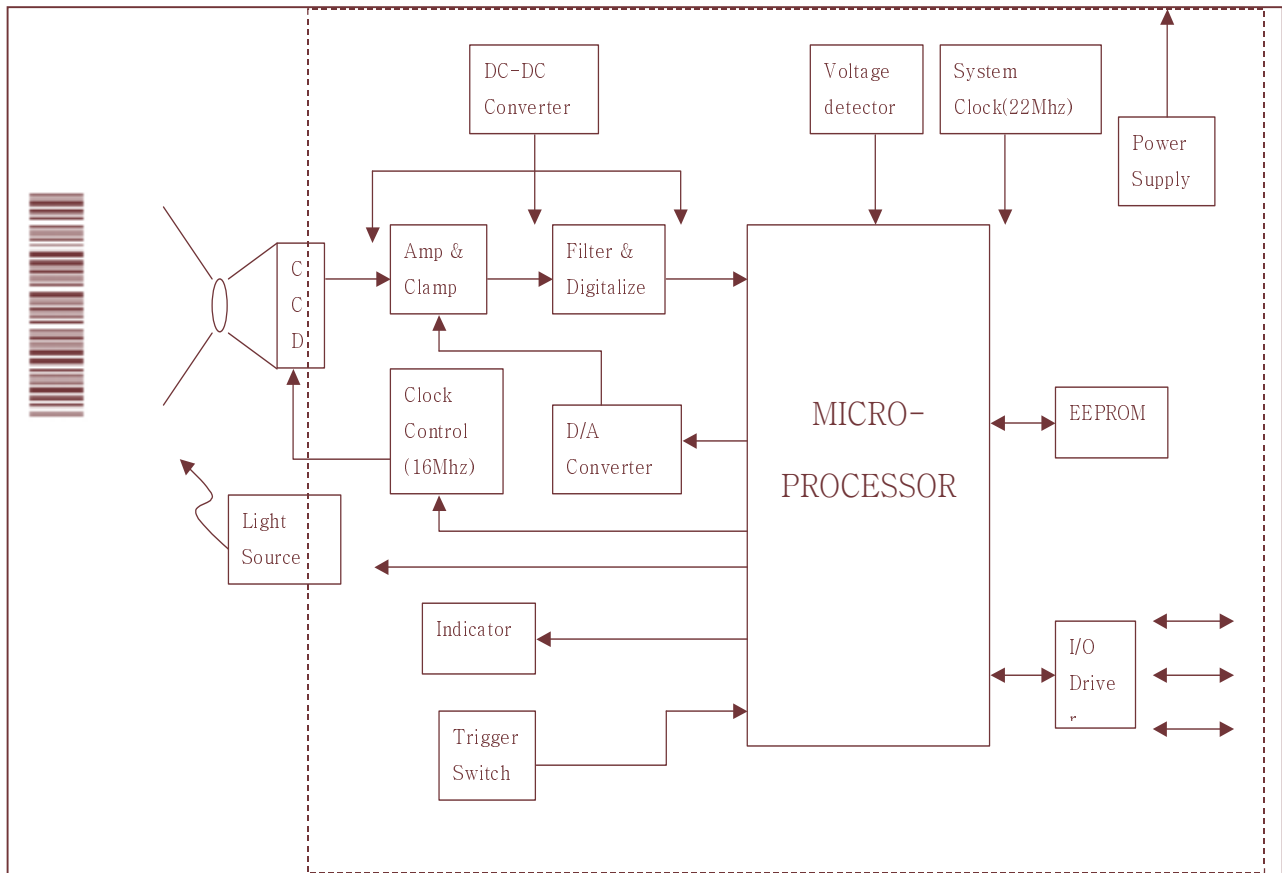 DC-DC
Converter
Voltage
detector
System
Clock(22Mhz)
Power
Supply
C
C
D
Amp &
Clamp
Filter &
Digitalize
Clock
Control
(16Mhz)
D/A
Converter
MICRO-
PROCESSOR
EEPROM
Light
Source
Indicator
I/O
Drive
r
Trigger
Switch